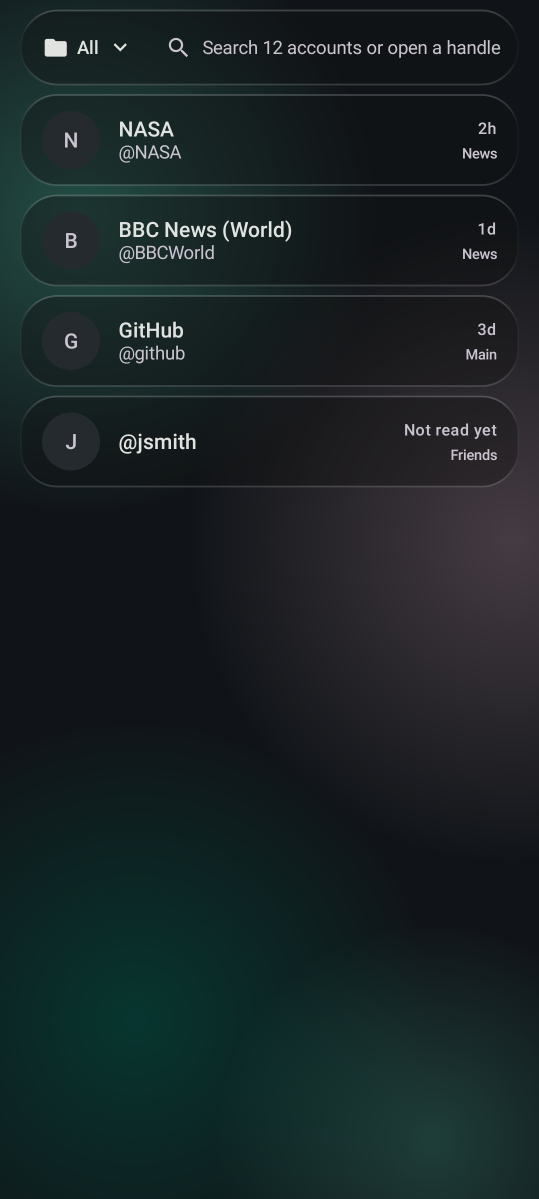 All
Search 12 accounts or open a handle
N
NASA
@NASA
2h
News
B
BBC News (World)
@BBCWorld
1d
News
G
GitHub
@github
3d
Main
J
@jsmith
Not read yet
Friends